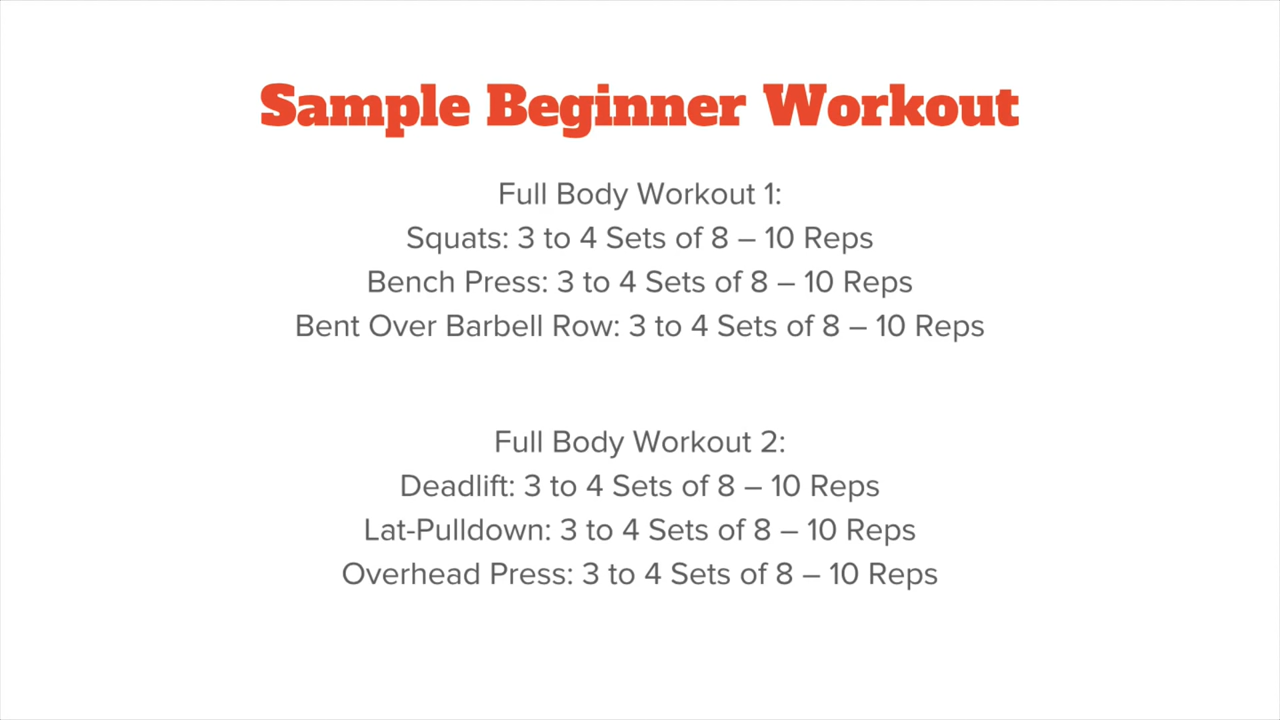 Sample Beginner Workout
Full Body Workout 1:
Squats: 3 to 4 Sets of 8 – 10 Reps
Bench Press: 3 to 4 Sets of 8 – 10 Reps
Bent Over Barbell Row: 3 to 4 Sets of 8 – 10 Reps
Full Body Workout 2:
Deadlift: 3 to 4 Sets of 8 – 10 Reps
Lat-Pulldown: 3 to 4 Sets of 8 – 10 Reps
Overhead Press: 3 to 4 Sets of 8 – 10 Reps